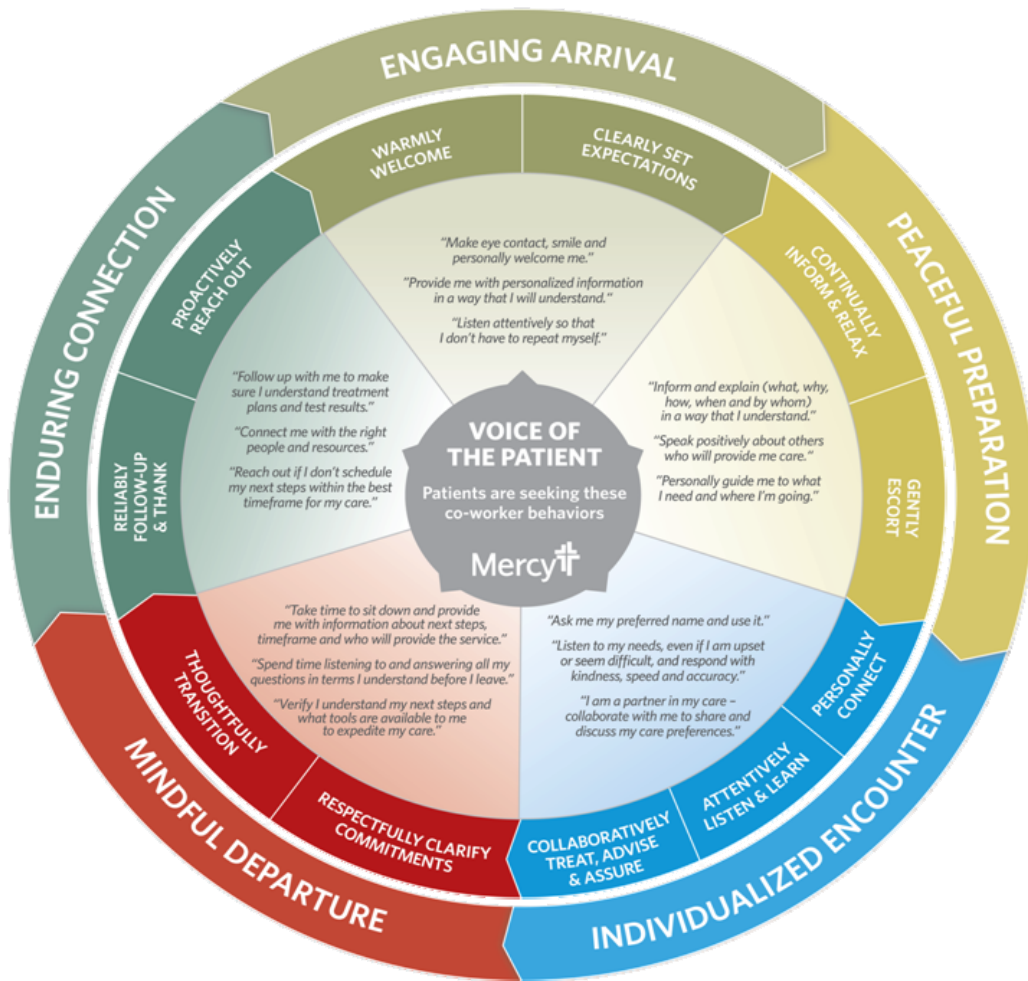 ENGAGING ARRIVAL
WARMLY
WELCOME
CLEARLY SET
EXPECTATIONS
“Make eye contact, smile and
personally welcome me.”
“Provide me with personalized information
in a way that I will understand.”
“Listen attentively so that
I don’t have to repeat myself.”
PEACEFUL PREPARATION
CONTINUALLY
INFORM & RELAX
GENTLY
ESCORT
“Inform and explain (what, why,
how, when and by whom)
in a way that I understand.”
“Speak positively about others
who will provide me care.”
“Personally guide me to what
I need and where I’m going.”
INDIVIDUALIZED ENCOUNTER
PERSONALLY
CONNECT
ATTENTIVELY
LISTEN & LEARN
COLLABORATIVELY
TREAT, ADVISE
& ASSURE
“Ask me my preferred name and use it.”
“Listen to my needs, even if I am upset
or seem difficult, and respond with
kindness, speed and accuracy.”
“I am a partner in my care –
collaborate with me to share and
discuss my care preferences.”
MINDFUL DEPARTURE
RESPECTFULLY CLARIFY
COMMITMENTS
THOUGHTFULLY
TRANSITION
“Take time to sit down and provide
me with information about next steps,
timeframe and who will provide the service.”
“Spend time listening to and answering all my
questions in terms I understand before I leave.”
“Verify I understand my next steps and
what tools are available to me
to expedite my care.”
ENDURING CONNECTION
RELIABLY
FOLLOW-UP
& THANK
PROACTIVELY
REACH OUT
“Follow up with me to make
sure I understand treatment
plans and test results.”
“Connect me with the right
people and resources.”
“Reach out if I don’t schedule
my next steps within the best
timeframe for my care.”
VOICE OF
THE PATIENT
Patients are seeking these
co-worker behaviors
Mercy